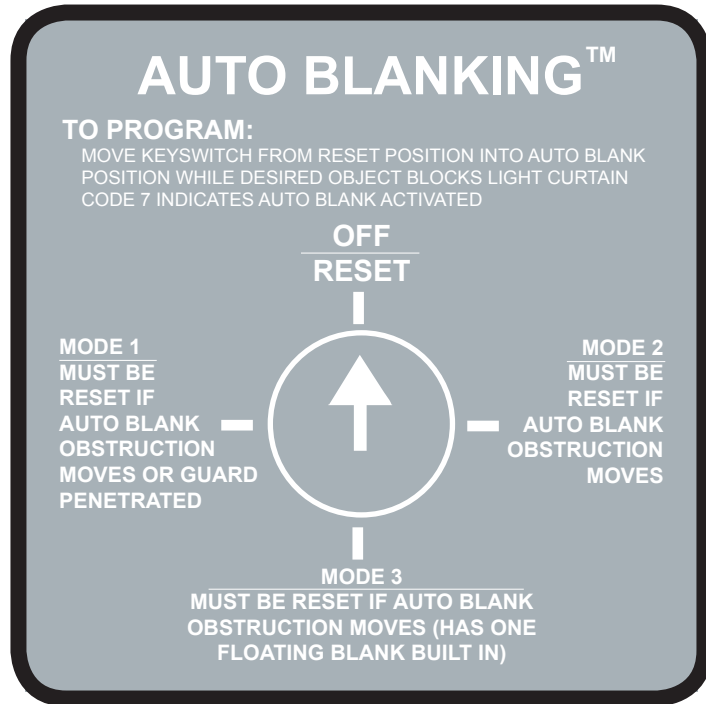 AUTO BLANKING™
TO PROGRAM:
MOVE KEYSWITCH FROM RESET POSITION INTO AUTO BLANK
POSITION WHILE DESIRED OBJECT BLOCKS LIGHT CURTAIN
CODE 7 INDICATES AUTO BLANK ACTIVATED
OFF
RESET
MODE 1
MUST BE
RESET IF
AUTO BLANK
OBSTRUCTION
MOVES OR GUARD
PENETRATED
MODE 2
MUST BE
RESET IF
AUTO BLANK
OBSTRUCTION
MOVES
MODE 3
MUST BE RESET IF AUTO BLANK
OBSTRUCTION MOVES (HAS ONE
FLOATING BLANK BUILT IN)